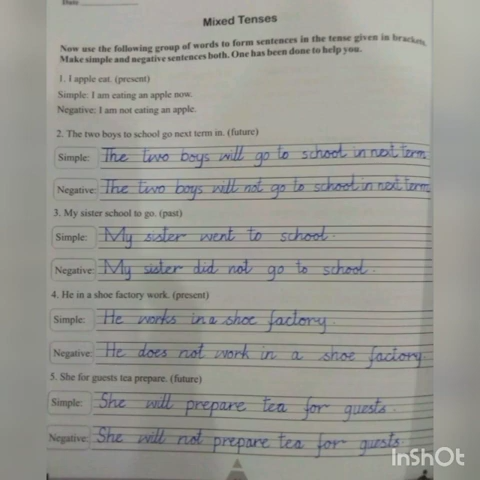 Date
Mixed Tenses
Now use the following group of words to form sentences in the tense given in brackets.
Make simple and negative sentences both. One has been done to help you.
1. I apple eat. (present)
Simple: I am eating an apple now.
Negative: I am not eating an apple.
2. The two boys to school go next term in. (future)
Simple: The two boys will go to school in next term
Negative: The two boys will not go to school in next term
3. My sister school to go. (past)
Simple: My sister went to school.
Negative: My sister did not go to school.
4. He in a shoe factory work. (present)
Simple: He works in a shoe factory.
Negative: He does not work in a shoe factory.
5. She for guests tea prepare. (future)
Simple: She will prepare tea for guests.
Negative: She will not prepare tea for guests.
InShOt